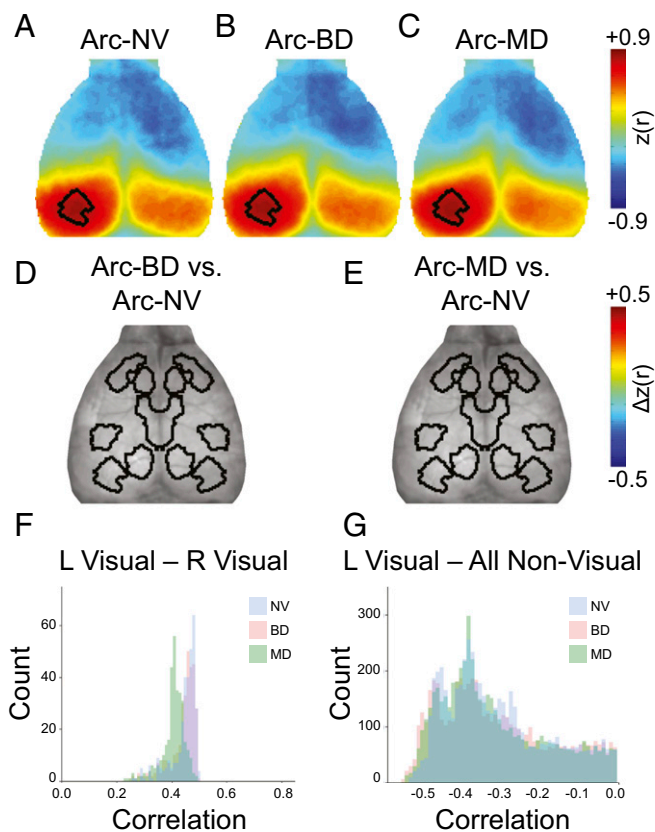 A
Arc-NV
B
Arc-BD
C
Arc-MD
+0.9
z(r)
-0.9
D
Arc-BD vs.
Arc-NV
E
Arc-MD vs.
Arc-NV
+0.5
Δz(r)
-0.5
F
L Visual – R Visual
NV
BD
MD
60
40
20
0
Count
0.0 0.2 0.4 0.6 0.8
Correlation
G
L Visual – All Non-Visual
NV
BD
MD
300
200
100
0
Count
-0.5 -0.4 -0.3 -0.2 -0.1 0.0
Correlation